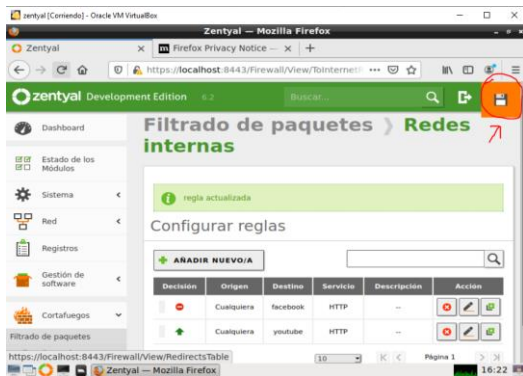 zentyal [Corriendo] - Oracle VM VirtualBox
Zentyal — Mozilla Firefox
Zentyal
Firefox Privacy Notice —
https://localhost:8443/Firewall/View/ToInternetR
zentyal Development Edition 6.2
Buscar...
Dashboard
Estado de los
Módulos
Sistema
Red
Registros
Gestión de
software
Cortafuegos
Filtrado de paquetes
Filtrado de paquetes Redes
internas
regla actualizada
Configurar reglas
AÑADIR NUEVO/A
Decisión Origen Destino Servicio Descripción Acción
Cualquiera facebook HTTP --
Cualquiera youtube HTTP --
10 Página 1
https://localhost:8443/Firewall/View/RedirectsTable
Zentyal — Mozilla Firefox
16:22